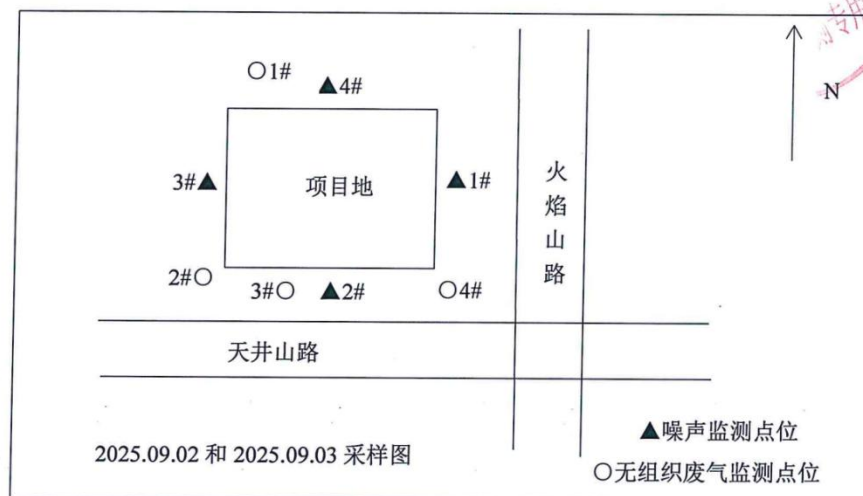 ○1#
▲4#
N
3#▲
项目地
▲1#
火焰山路
2#○
3#○
▲2#
○4#
天井山路
▲噪声监测点位
2025.09.02 和 2025.09.03 采样图
○无组织废气监测点位